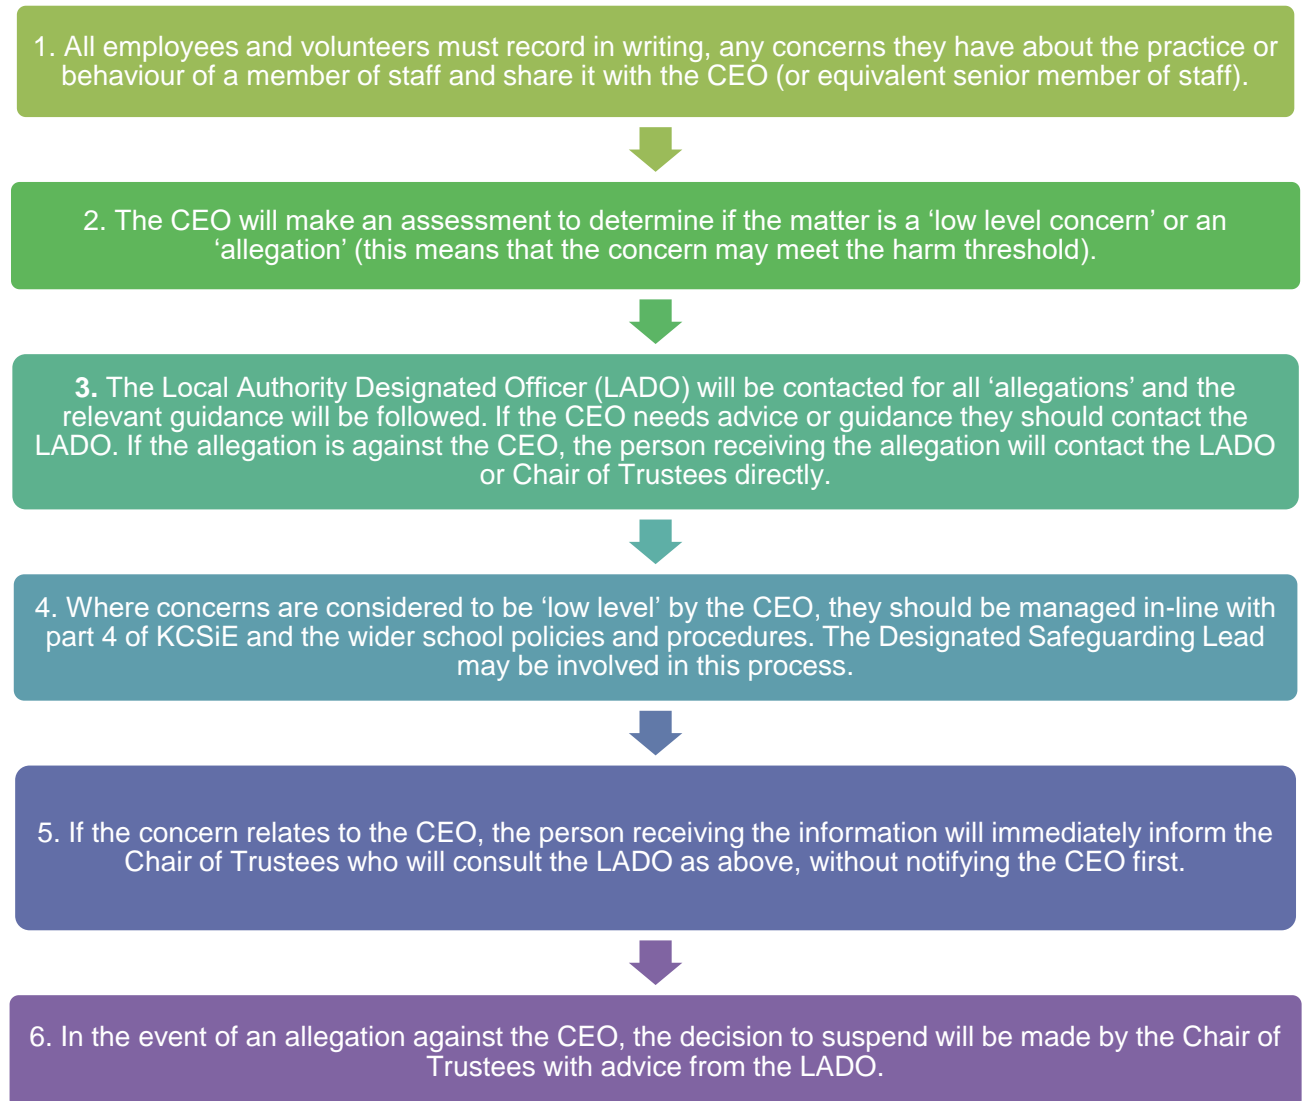 1. All employees and volunteers must record in writing, any concerns they have about the practice or
behaviour of a member of staff and share it with the CEO (or equivalent senior member of staff).
2. The CEO will make an assessment to determine if the matter is a ‘low level concern’ or an
‘allegation’ (this means that the concern may meet the harm threshold).
3. The Local Authority Designated Officer (LADO) will be contacted for all ‘allegations’ and the
relevant guidance will be followed. If the CEO needs advice or guidance they should contact the
LADO. If the allegation is against the CEO, the person receiving the allegation will contact the LADO
or Chair of Trustees directly.
4. Where concerns are considered to be ‘low level’ by the CEO, they should be managed in-line with
part 4 of KCSiE and the wider school policies and procedures. The Designated Safeguarding Lead
may be involved in this process.
5. If the concern relates to the CEO, the person receiving the information will immediately inform the
Chair of Trustees who will consult the LADO as above, without notifying the CEO first.
6. In the event of an allegation against the CEO, the decision to suspend will be made by the Chair of
Trustees with advice from the LADO.